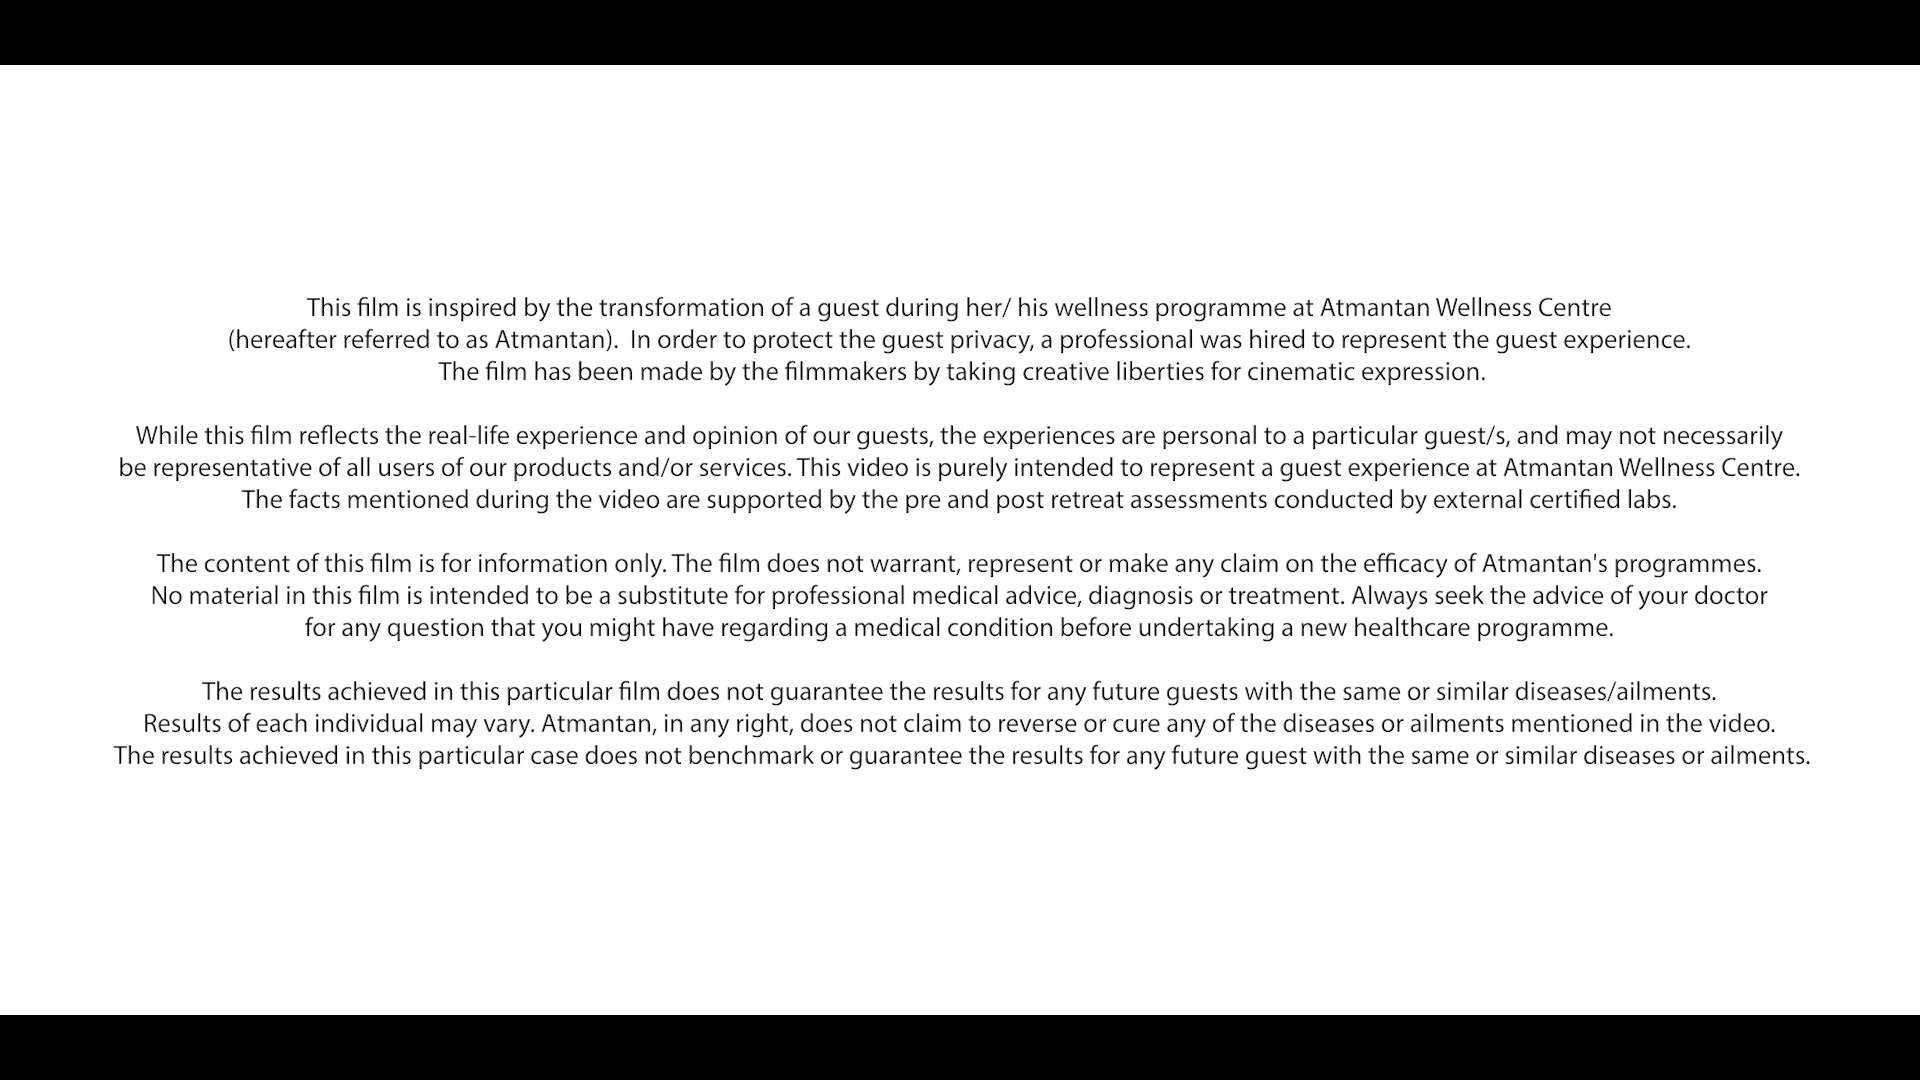 This film is inspired by the transformation of a guest during her/ his wellness programme at Atmantan Wellness Centre
(hereafter referred to as Atmantan).  In order to protect the guest privacy, a professional was hired to represent the guest experience.
The film has been made by the filmmakers by taking creative liberties for cinematic expression.
While this film reflects the real-life experience and opinion of our guests, the experiences are personal to a particular guest/s, and may not necessarily
be representative of all users of our products and/or services. This video is purely intended to represent a guest experience at Atmantan Wellness Centre.
The facts mentioned during the video are supported by the pre and post retreat assessments conducted by external certified labs.
The content of this film is for information only. The film does not warrant, represent or make any claim on the efficacy of Atmantan's programmes.
No material in this film is intended to be a substitute for professional medical advice, diagnosis or treatment. Always seek the advice of your doctor
for any question that you might have regarding a medical condition before undertaking a new healthcare programme.
The results achieved in this particular film does not guarantee the results for any future guests with the same or similar diseases/ailments.
Results of each individual may vary. Atmantan, in any right, does not claim to reverse or cure any of the diseases or ailments mentioned in the video.
The results achieved in this particular case does not benchmark or guarantee the results for any future guest with the same or similar diseases or ailments.